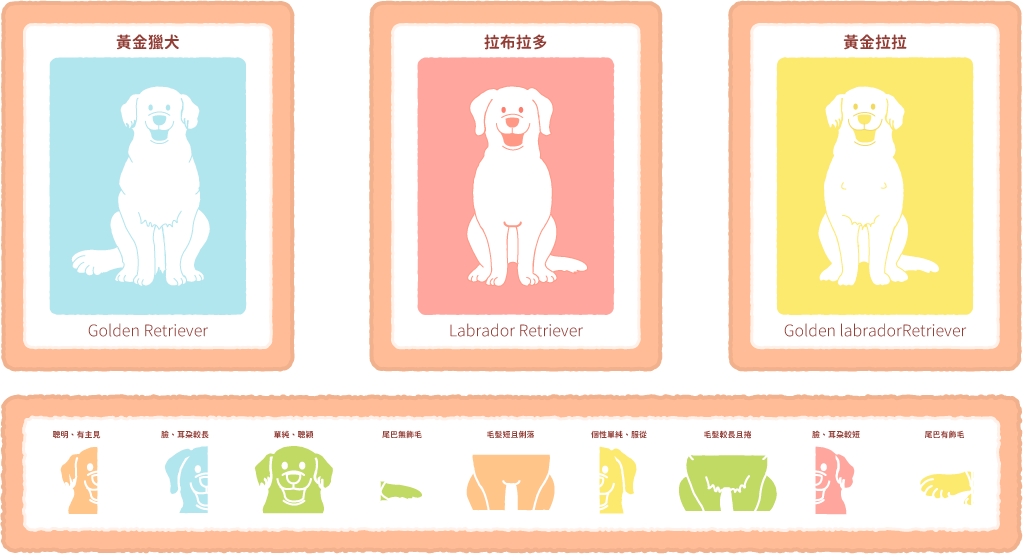 黃金獵犬
拉布拉多
黃金拉拉
Golden Retriever
Labrador Retriever
Golden labradorRetriever
聰明、有主見
臉、耳朶較長
單純、聰穎
尾巴無飾毛
毛髮短且俐落
個性單純、服從
毛髮較長且捲
臉、耳朶較短
尾巴有飾毛